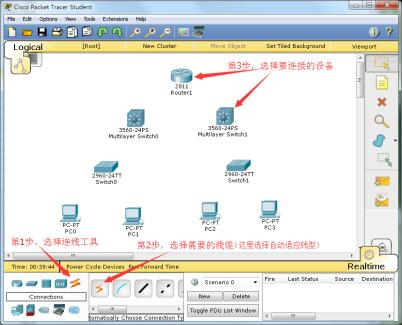 Cisco Packet Tracer Student
File Edit Options View Tools Extensions Help
Logical [Root] New Cluster Move Object Set Tiled Background Viewport
第3步，选择要连接的设备
2811
Router1
3560-24PS
Multilayer Switch0
3560-24PS
Multilayer Switch1
2960-24TT
Switch0
2960-24TT
Switch1
PC-PT
PC0
PC-PT
PC1
PC-PT
PC2
PC-PT
PC3
第1步，选择连线工具
第2步，选择需要的线缆（这里选择自动适应线型）
Time: 00:39:44 Power Cycle Devices Fast Forward Time Realtime
Connections
Automatically Choose Connection Type
Scenario 0
New Delete
Toggle PDU List Window
Fire Last Status Source Destination